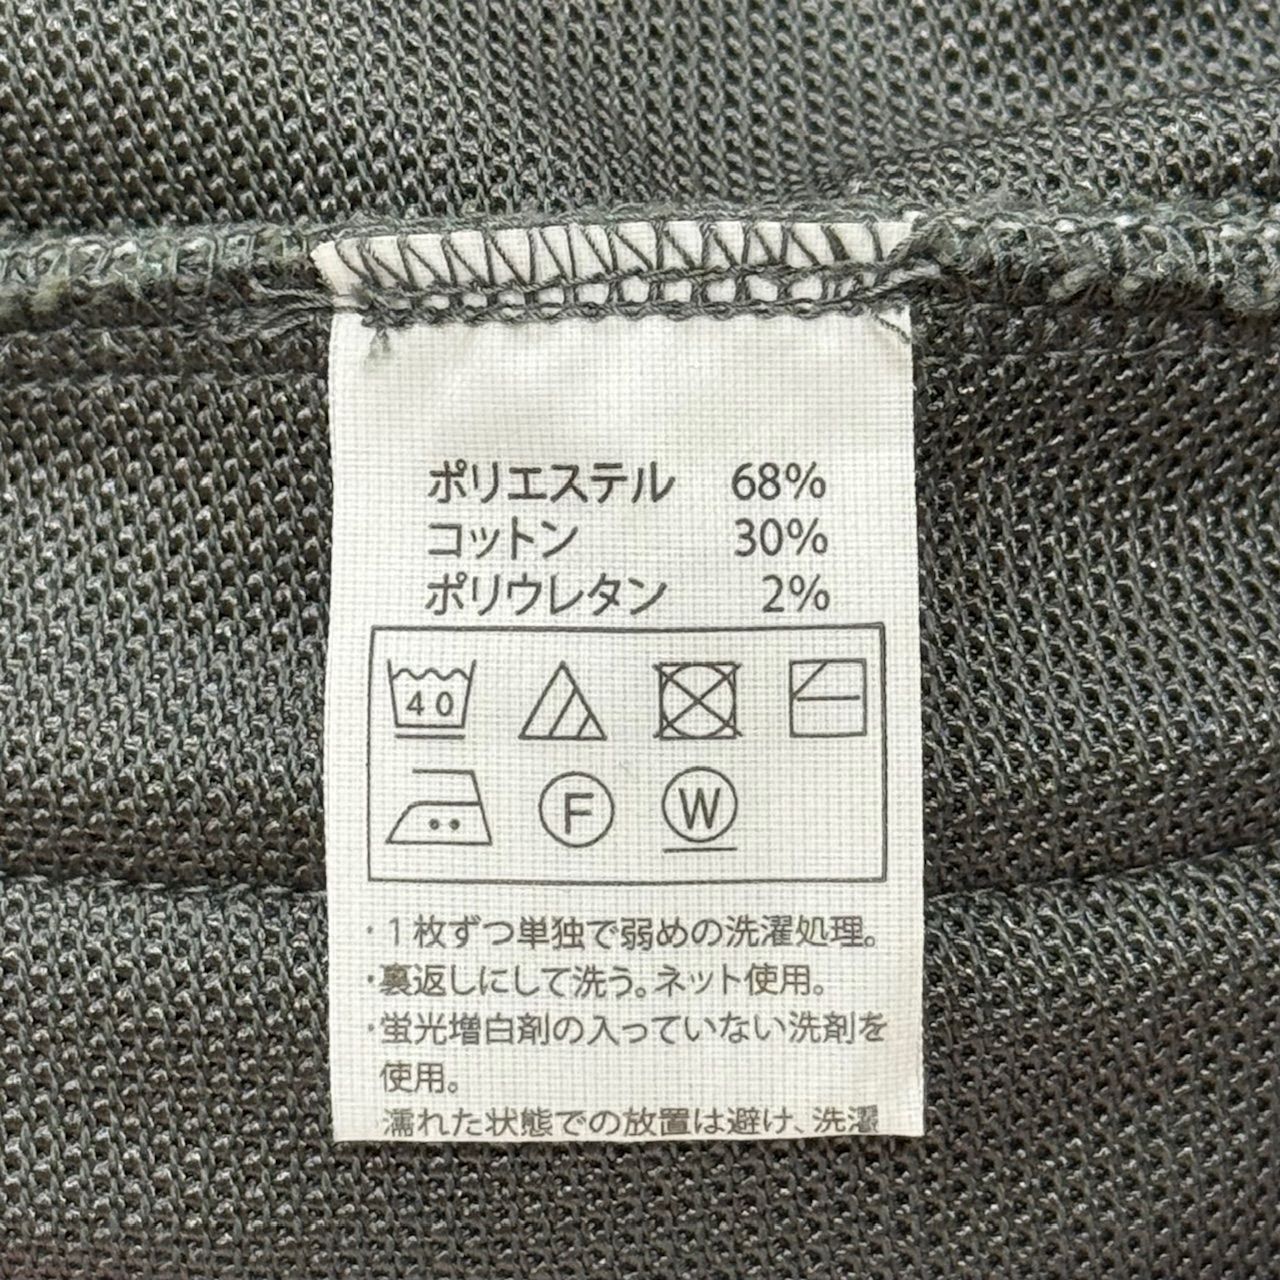 ポリエステル 68%
コットン 30%
ポリウレタン 2%
40
F W
・1枚ずつ単独で弱めの洗濯処理。
・裏返しにして洗う。ネット使用。
・蛍光増白剤の入っていない洗剤を
使用。
濡れた状態での放置は避け、洗濯